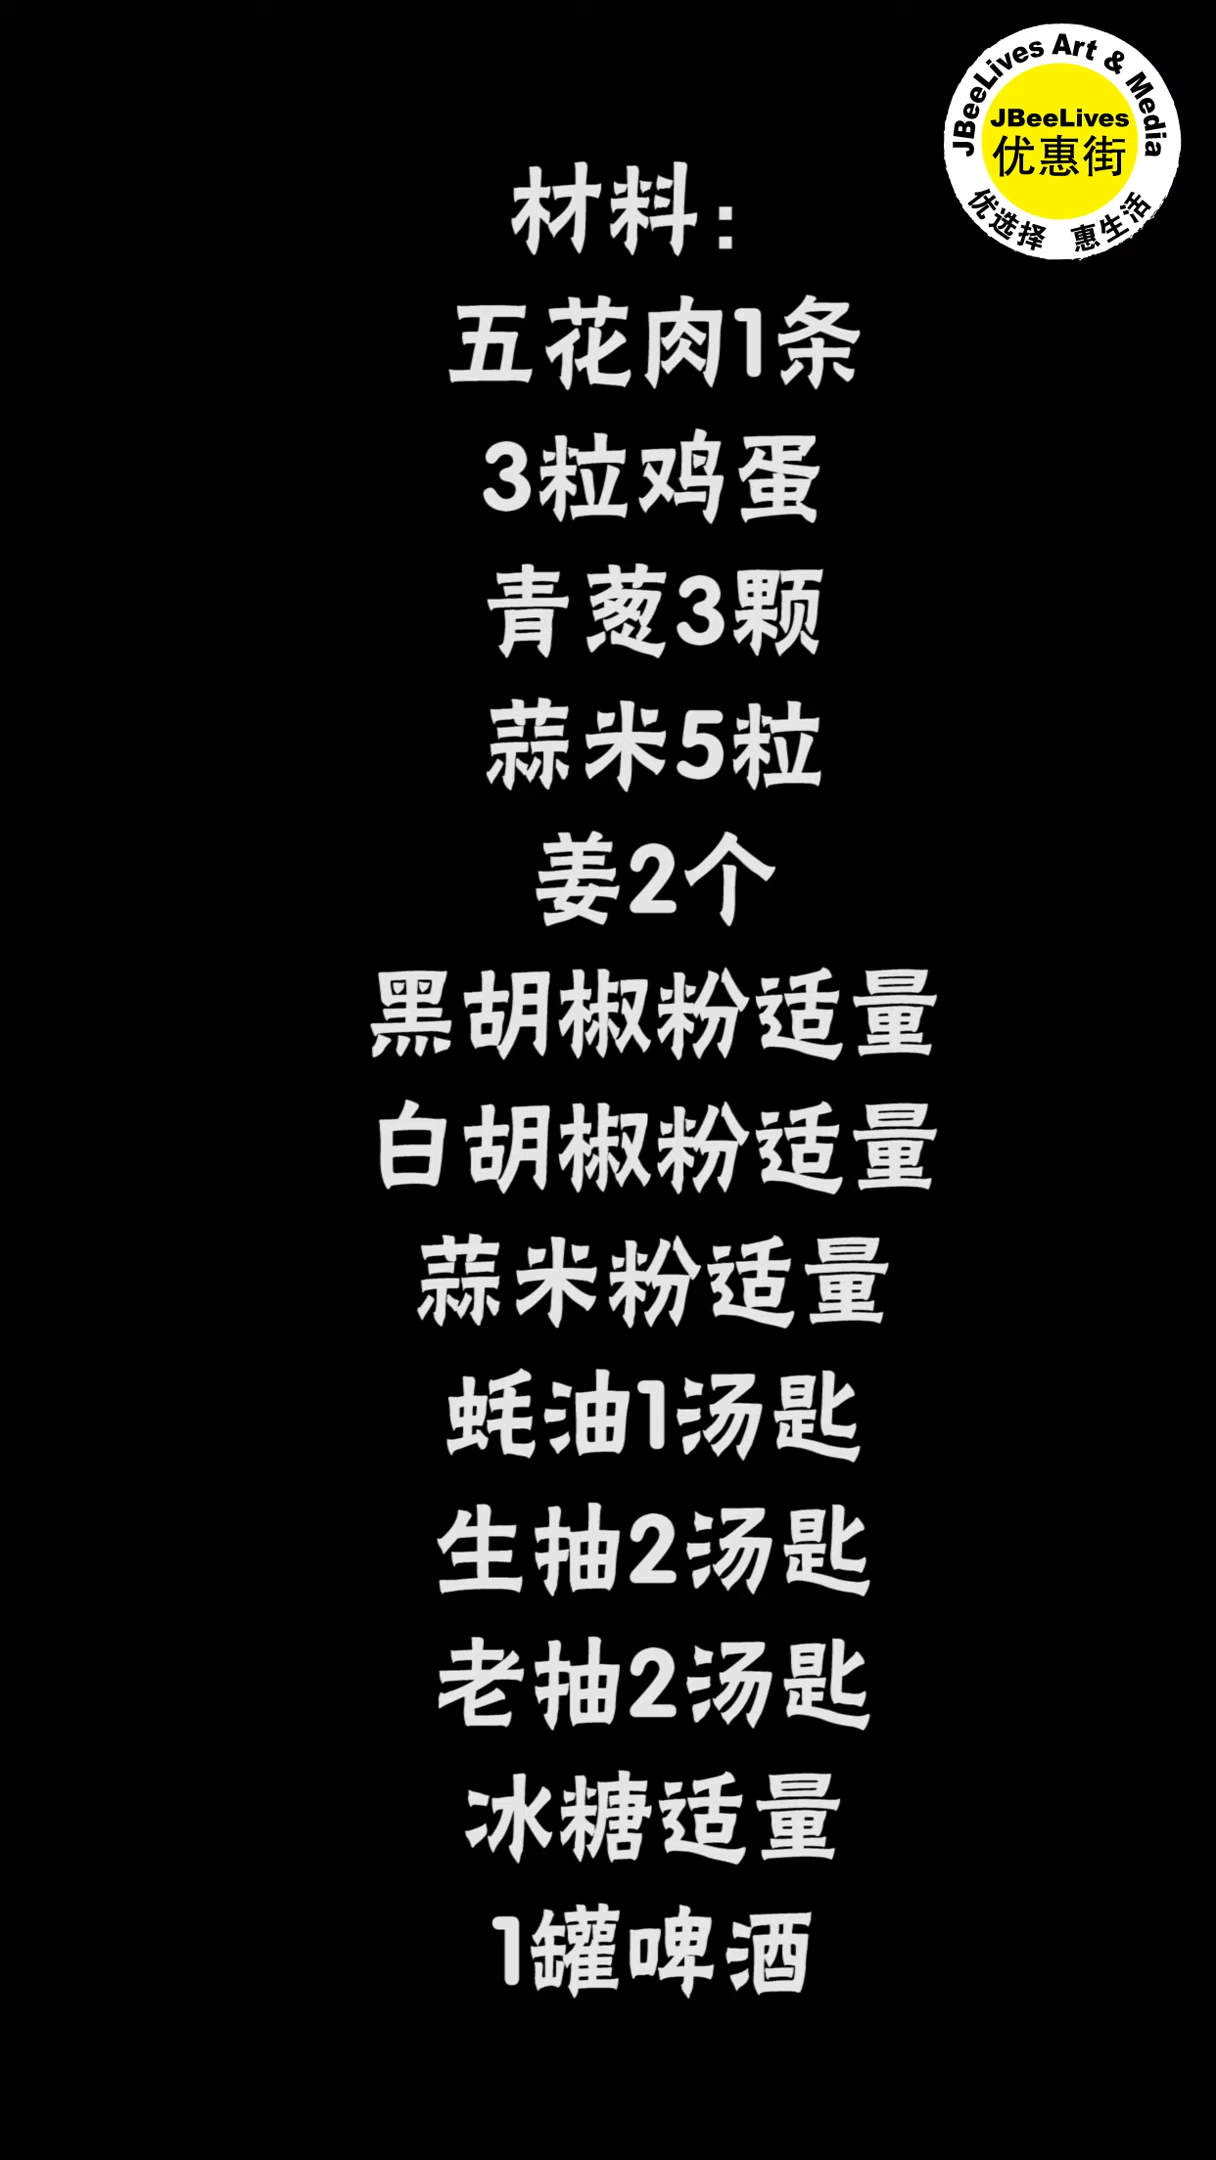 JBeeLives Art & Media
JBeeLives
优惠街
优选择 惠生活
材料：
五花肉1条
3粒鸡蛋
青葱3颗
蒜米5粒
姜2个
黑胡椒粉适量
白胡椒粉适量
蒜米粉适量
蚝油1汤匙
生抽2汤匙
老抽2汤匙
冰糖适量
1罐啤酒